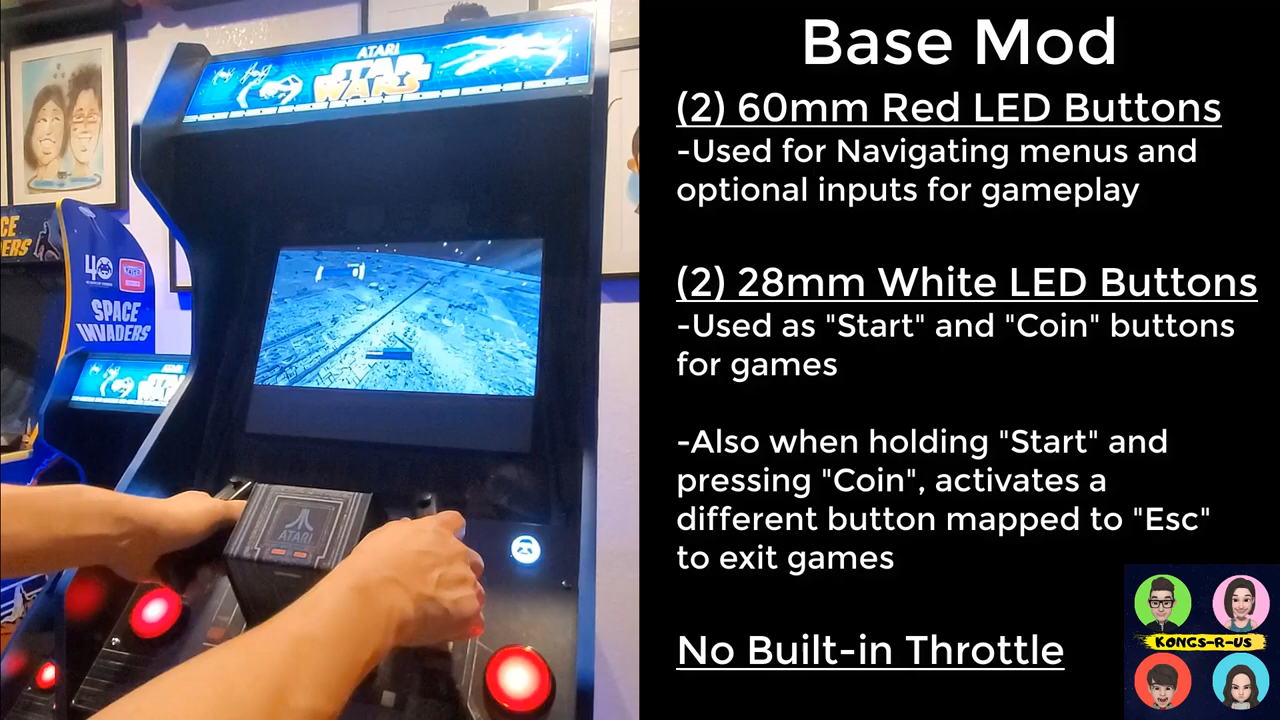 Base Mod
(2) 60mm Red LED Buttons
-Used for Navigating menus and
optional inputs for gameplay
(2) 28mm White LED Buttons
-Used as "Start" and "Coin" buttons
for games
-Also when holding "Start" and
pressing "Coin", activates a
different button mapped to "Esc"
to exit games
No Built-in Throttle
KONGS-R-US
ATARI
STAR
WARS
40
SPACE
INVADERS
ATARI